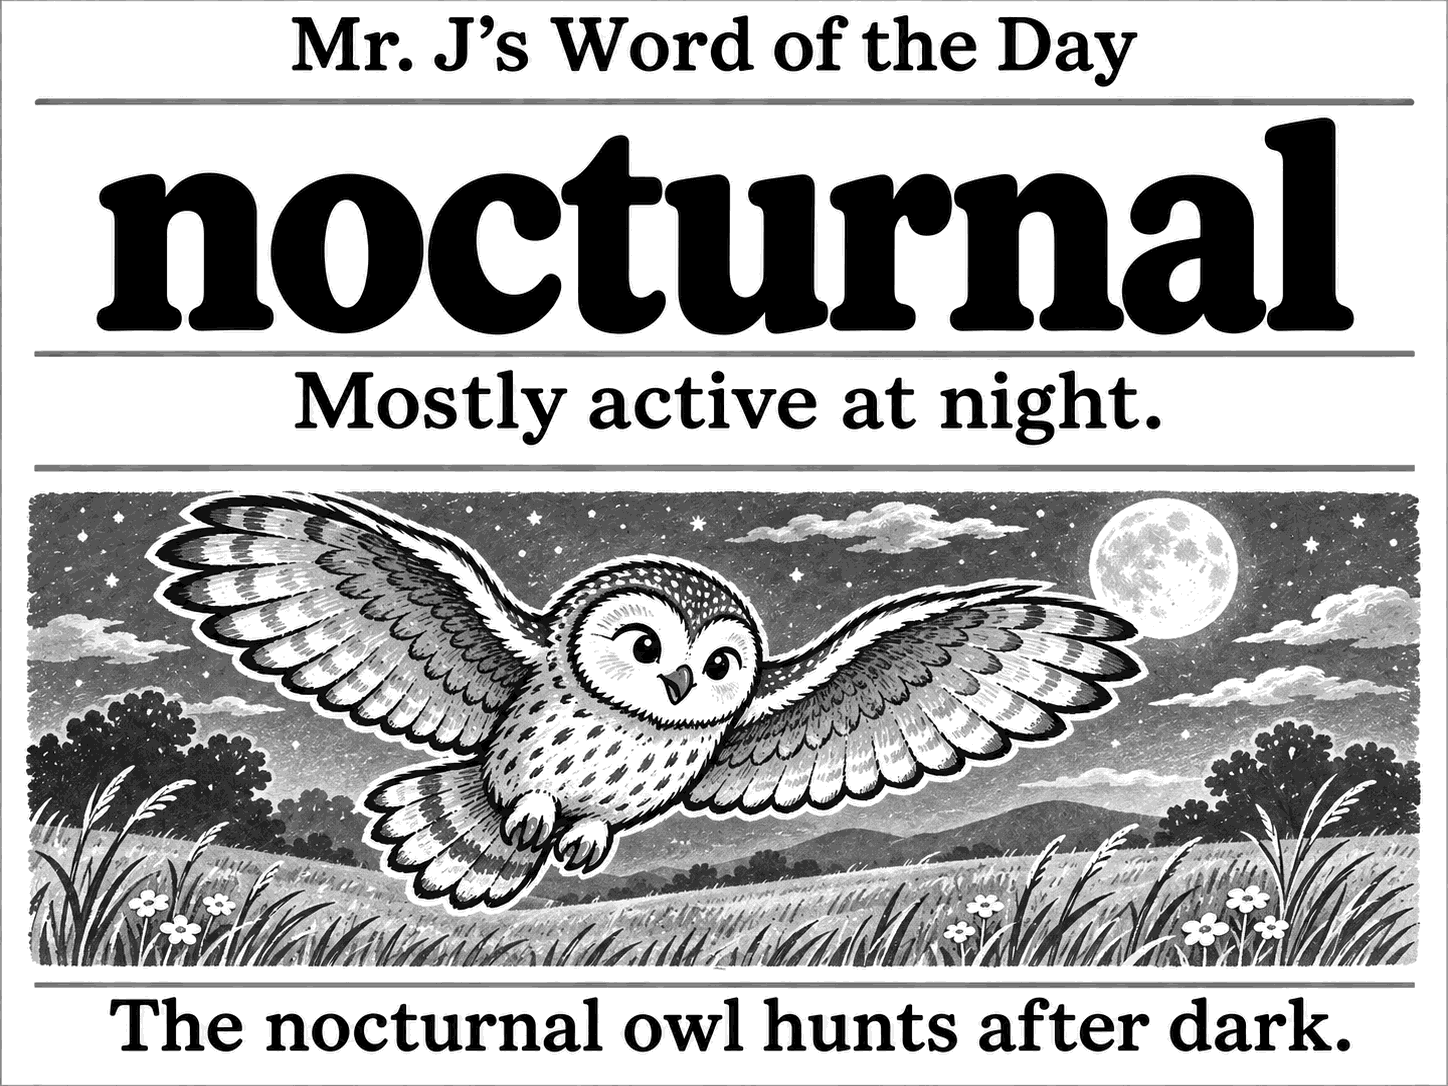 Mr. J’s Word of the Day
nocturnal
Mostly active at night.
The nocturnal owl hunts after dark.